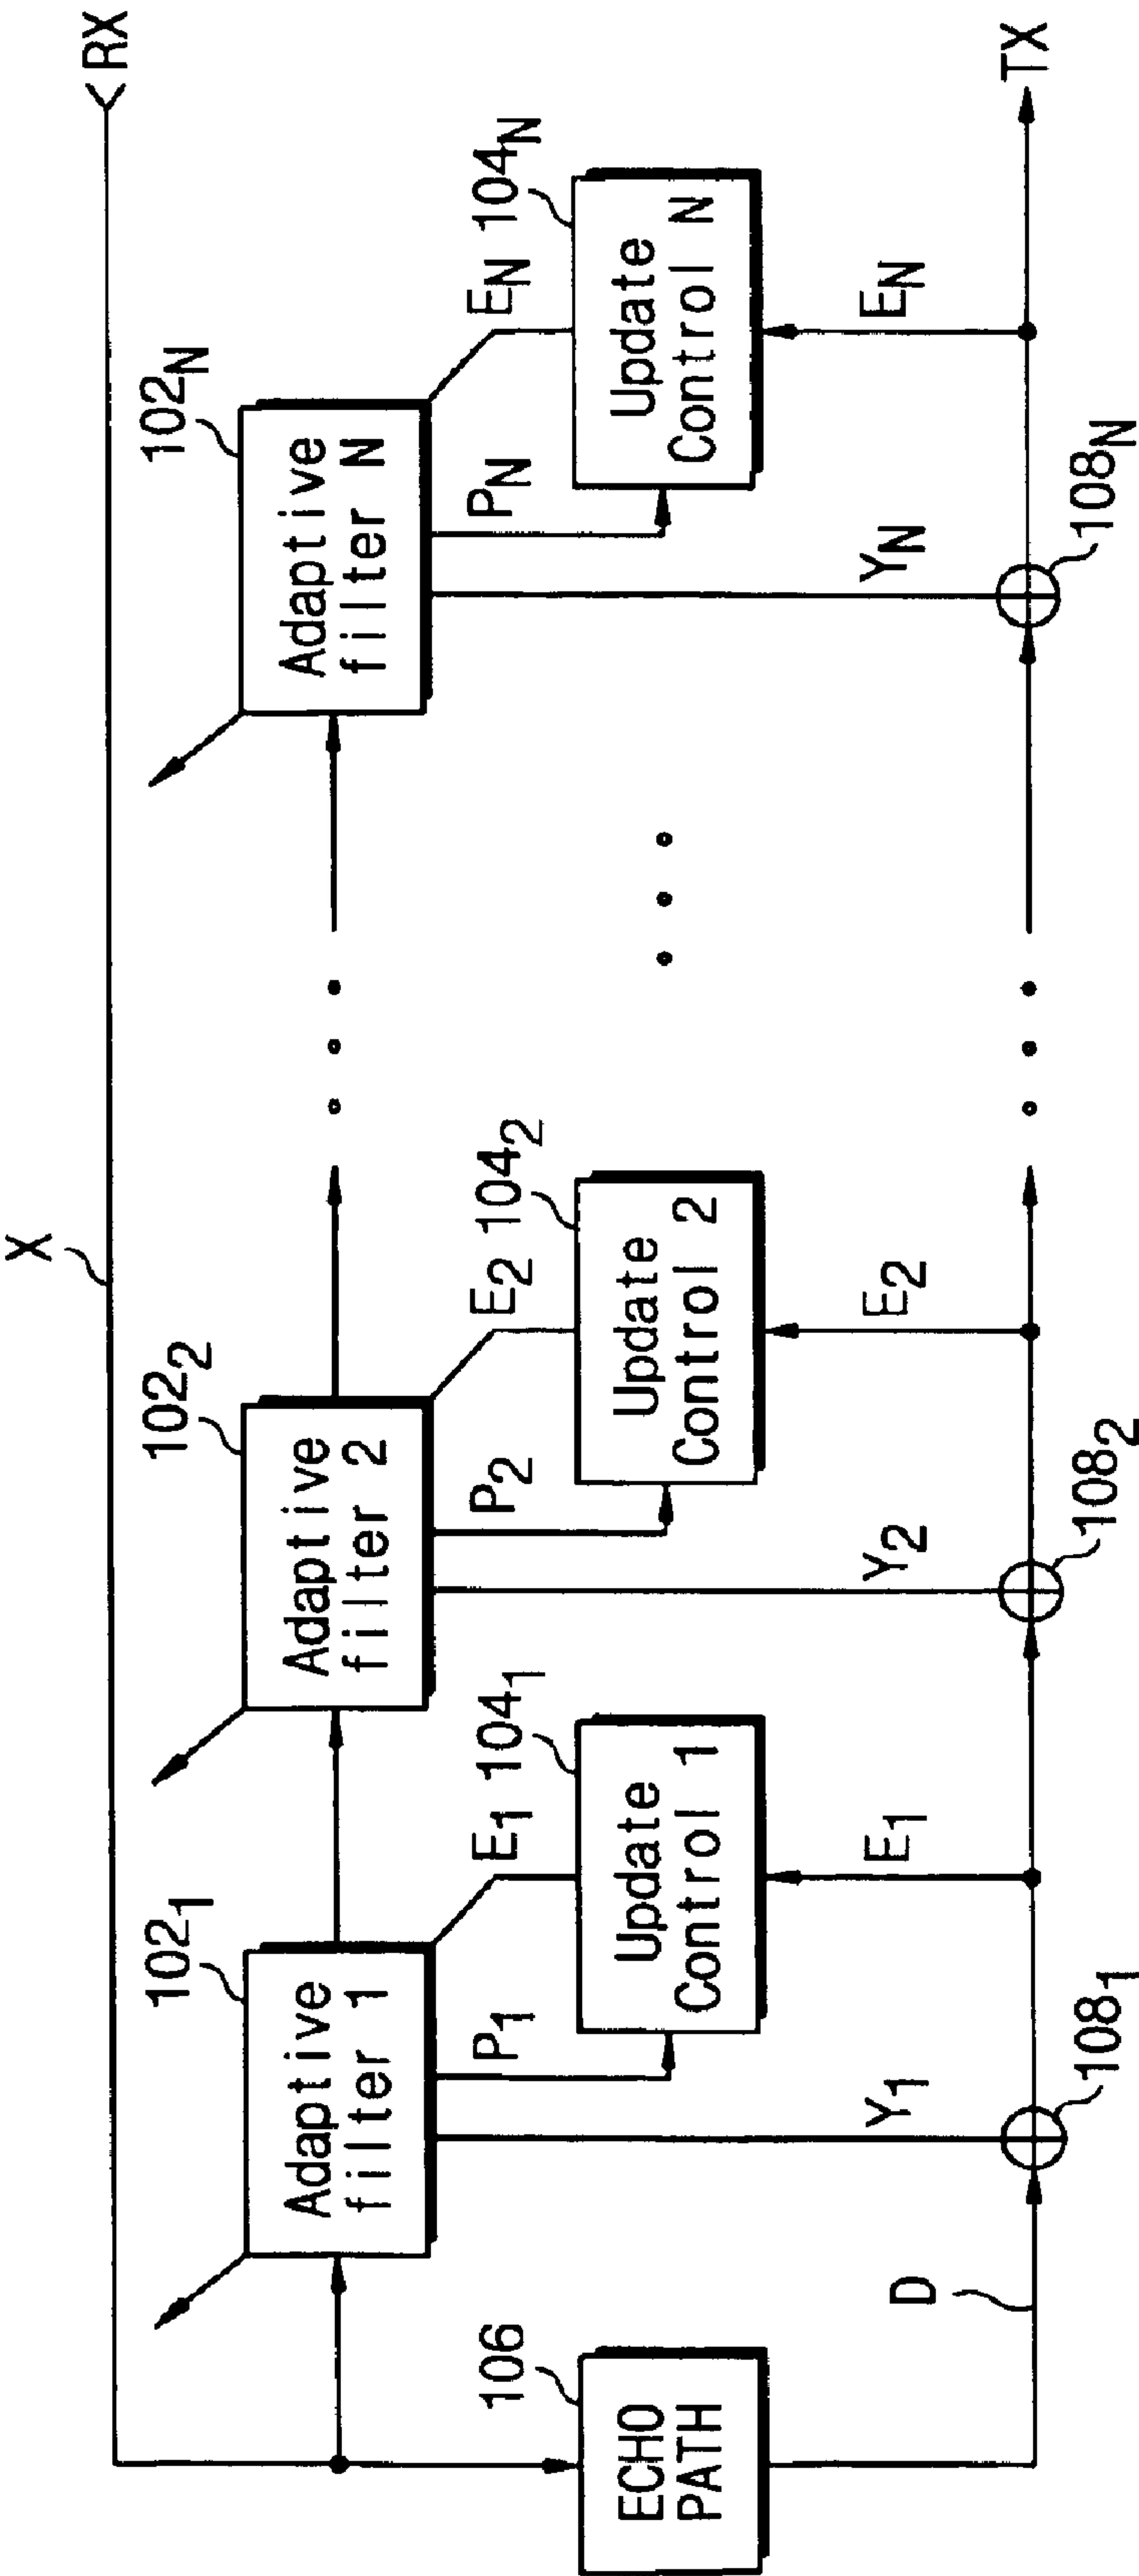 X
RX
102₁
Adaptive
filter 1
102₂
Adaptive
filter 2
102N
Adaptive
filter N
P₁
E₁
104₁
P₂
E₂
104₂
PN
EN
104N
106
ECHO
PATH
Update
Control 1
Update
Control 2
Update
Control N
D
Y₁
E₁
Y₂
E₂
YN
EN
TX
108₁
108₂
108N